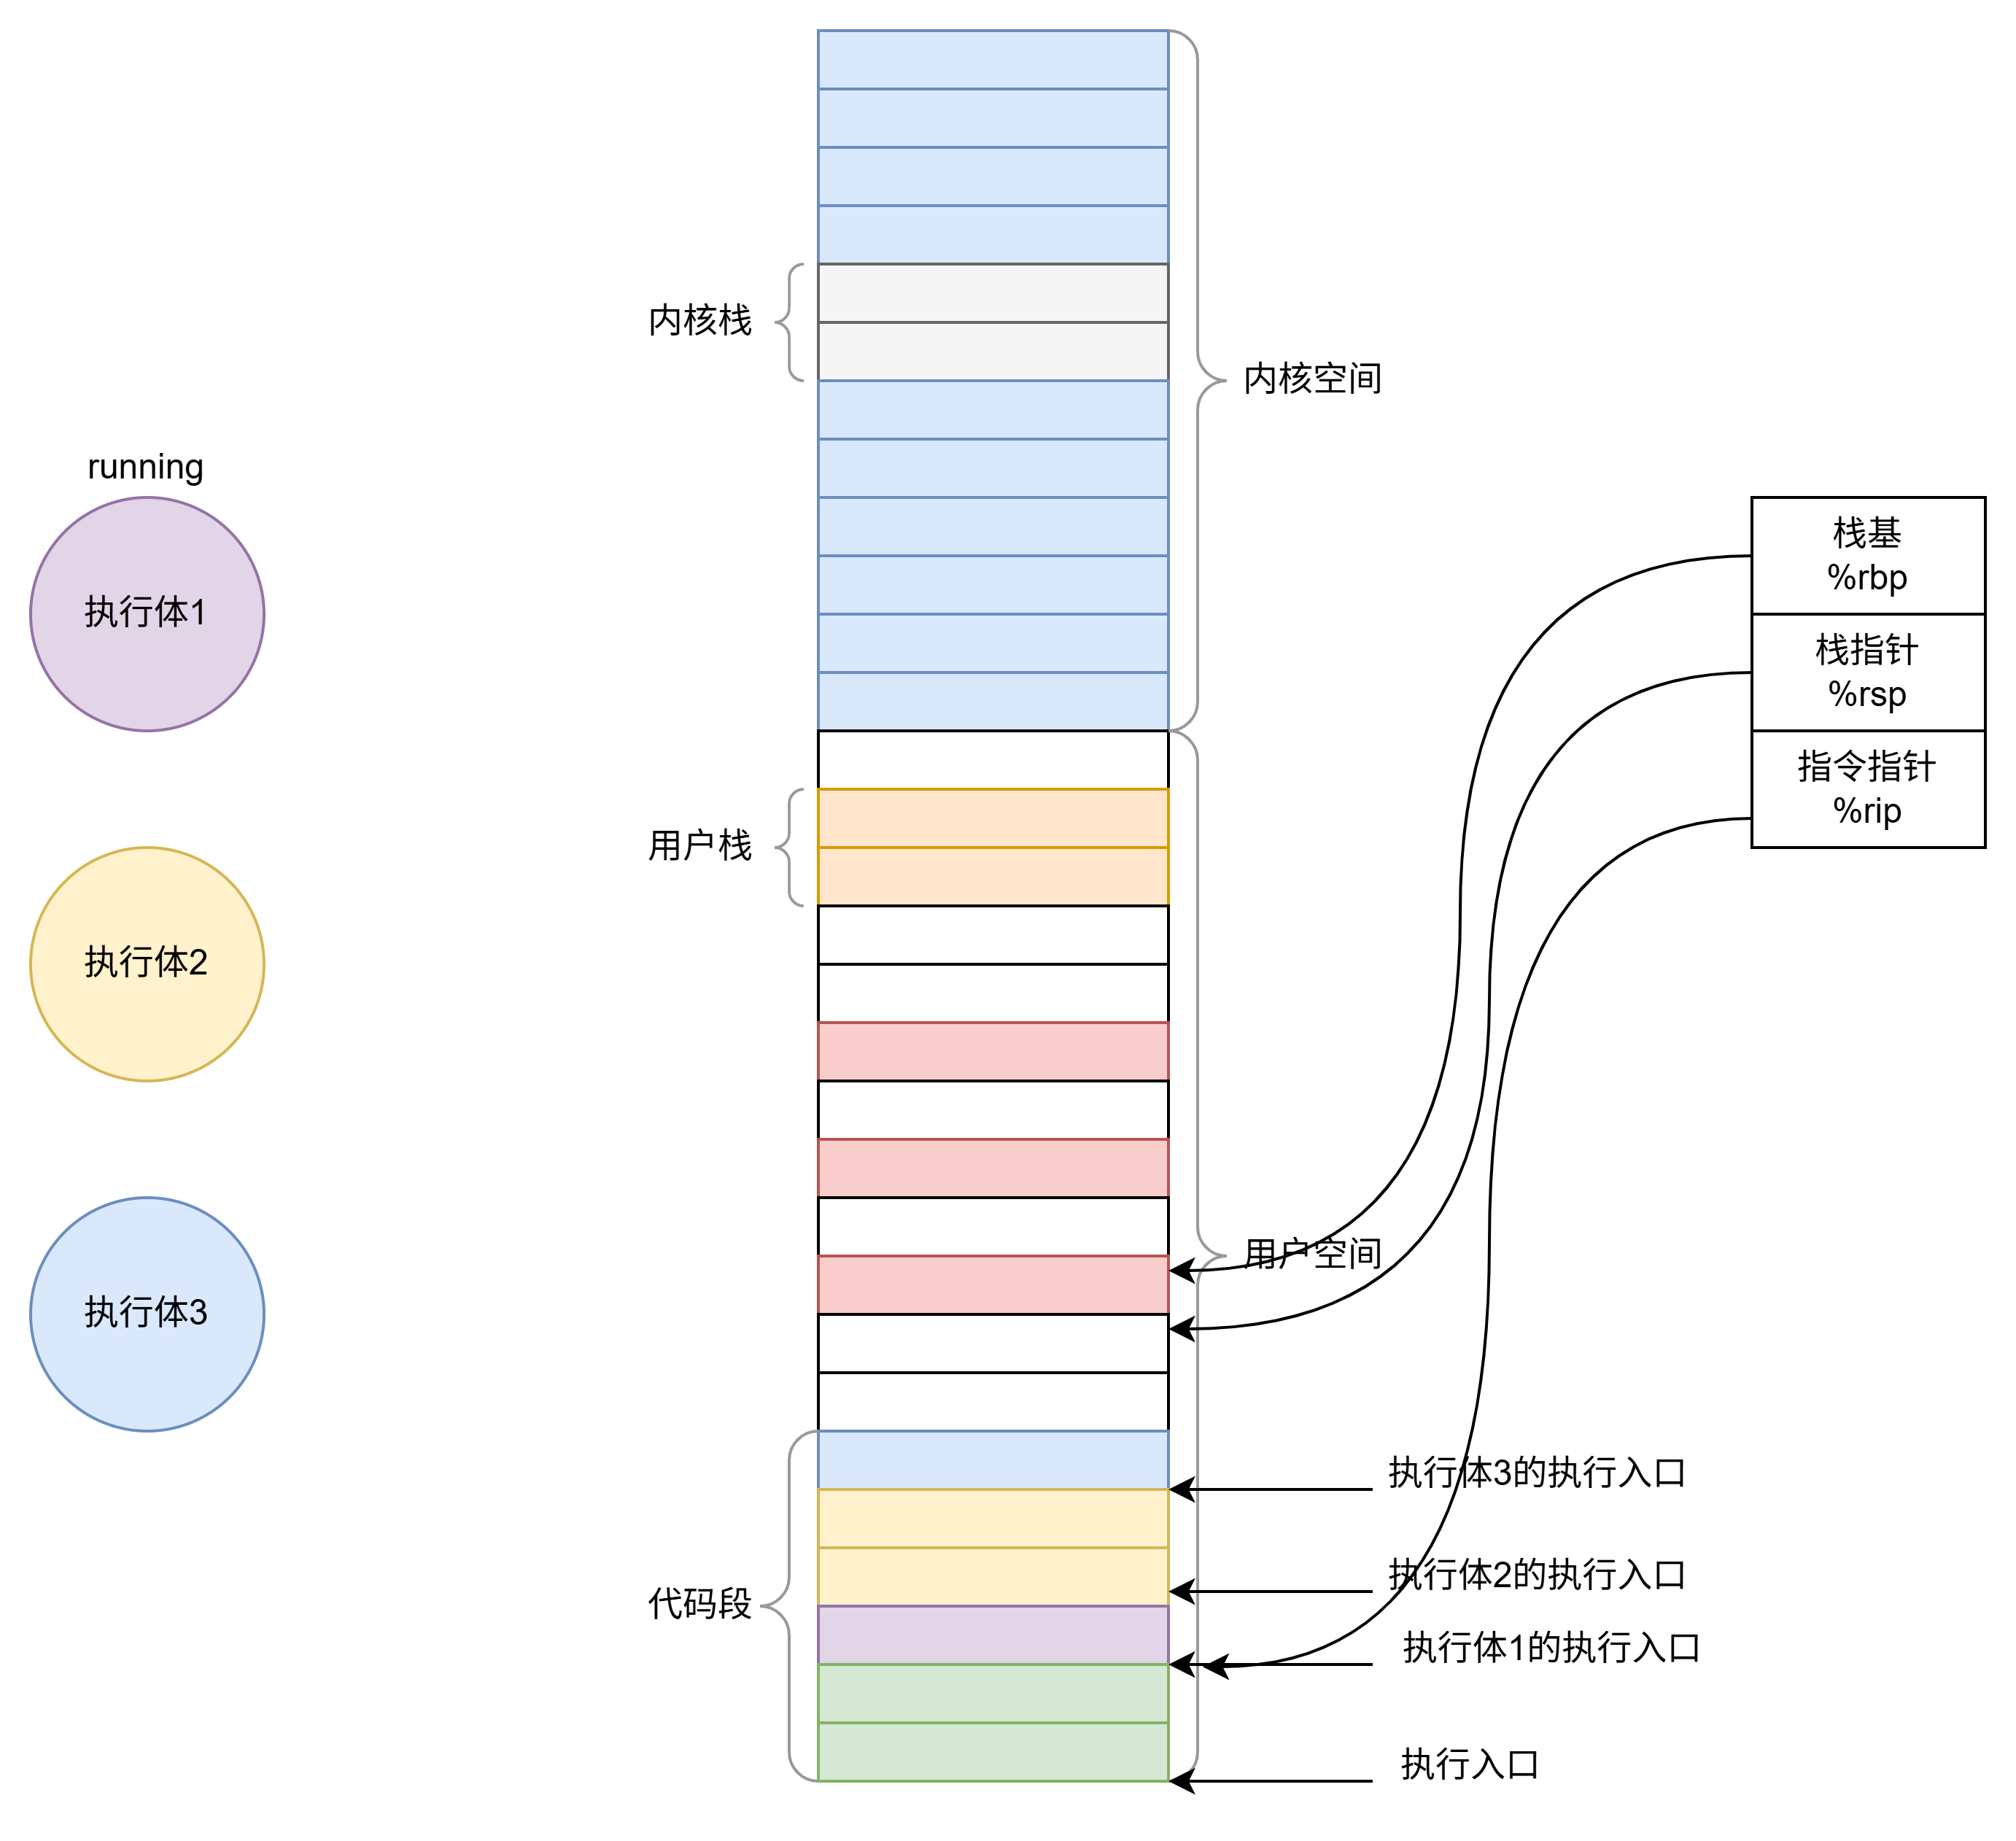 内核栈
内核空间
running
执行体1
栈基
%rbp
栈指针
%rsp
指令指针
%rip
用户栈
执行体2
用户空间
执行体3
执行体3的执行入口
执行体2的执行入口
代码段
执行体1的执行入口
执行入口